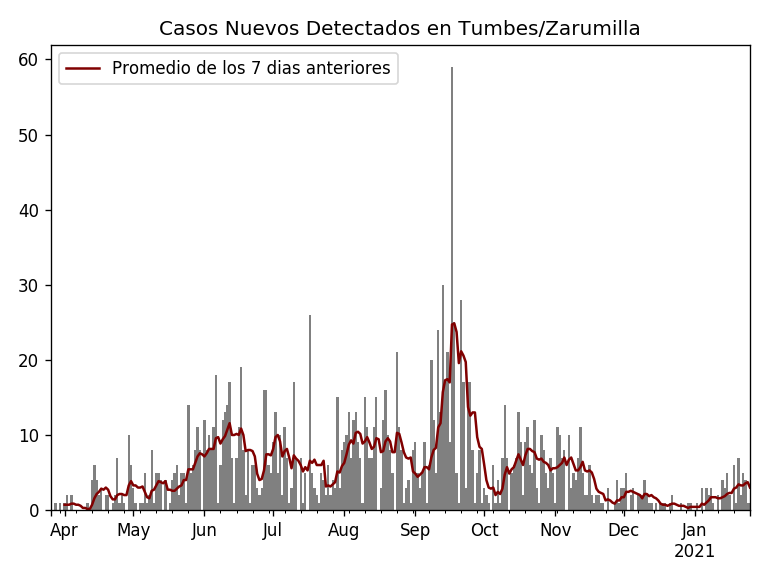 Casos Nuevos Detectados en Tumbes/Zarumilla
Promedio de los 7 dias anteriores
60
50
40
30
20
10
0
Apr May Jun Jul Aug Sep Oct Nov Dec Jan
2021